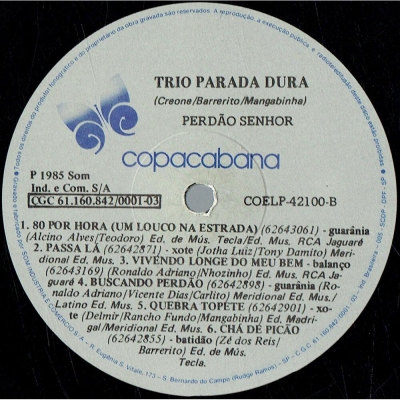 TRIO PARADA DURA
(Creone/Barrerito/Mangabinha)
PERDÃO SENHOR
copacabana
P 1985 Som
Ind. e Com. S/A
CGC 61.160.842/0001-03
COELP-42100-B
1. 80 POR HORA (UM LOUCO NA ESTRADA) (62643061) - guarânia
(Alcino Alves/Teodoro) Ed. de Mús. Tecla/Ed. Mus. RCA Jaguaré
2. PASSA LÁ (62642871) - xote (Jotha Luiz/Tony Damito) Meri-
dional Ed. Mus. 3. VIVENDO LONGE DO MEU BEM - balanço
(62643169) (Ronaldo Adriano/Nhozinho) Ed. Mus. RCA Ja-
guaré 4. BUSCANDO PERDÃO (62642898) - guarânia (Ro-
naldo Adriano/Vicente Dias/Carlito) Meridional Ed. Mus./
Latino Ed. Mus. 5. QUEBRA TOPETE (62642901) - xo-
te (Delmir/Rancho Fundo/Mangabinha) Ed. Madri-
gal/Meridional Ed. Mus. 6. CHÁ DE PICÃO
(62642855) - batidão (Zé dos Reis/
Barrerito) Ed. de Mús.
Tecla.